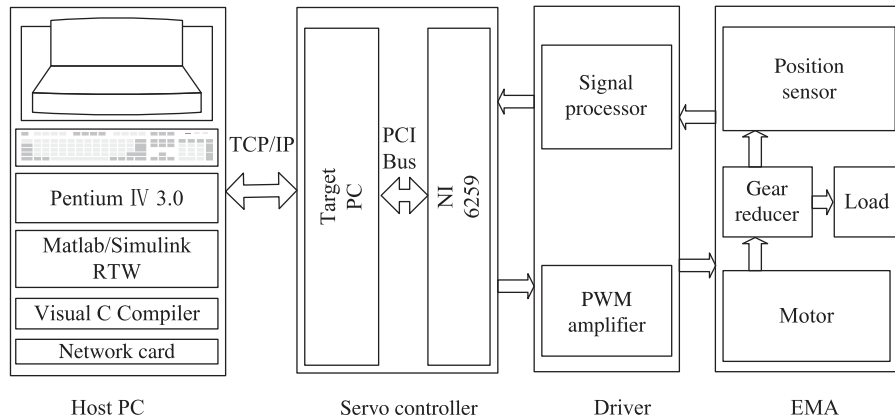 Pentium Ⅳ 3.0
Matlab/Simulink
RTW
Visual C Compiler
Network card
Host PC
TCP/IP
Target
PC
PCI
Bus
NI
6259
Servo controller
Signal
processor
PWM
amplifier
Driver
Position
sensor
Gear
reducer
Load
Motor
EMA